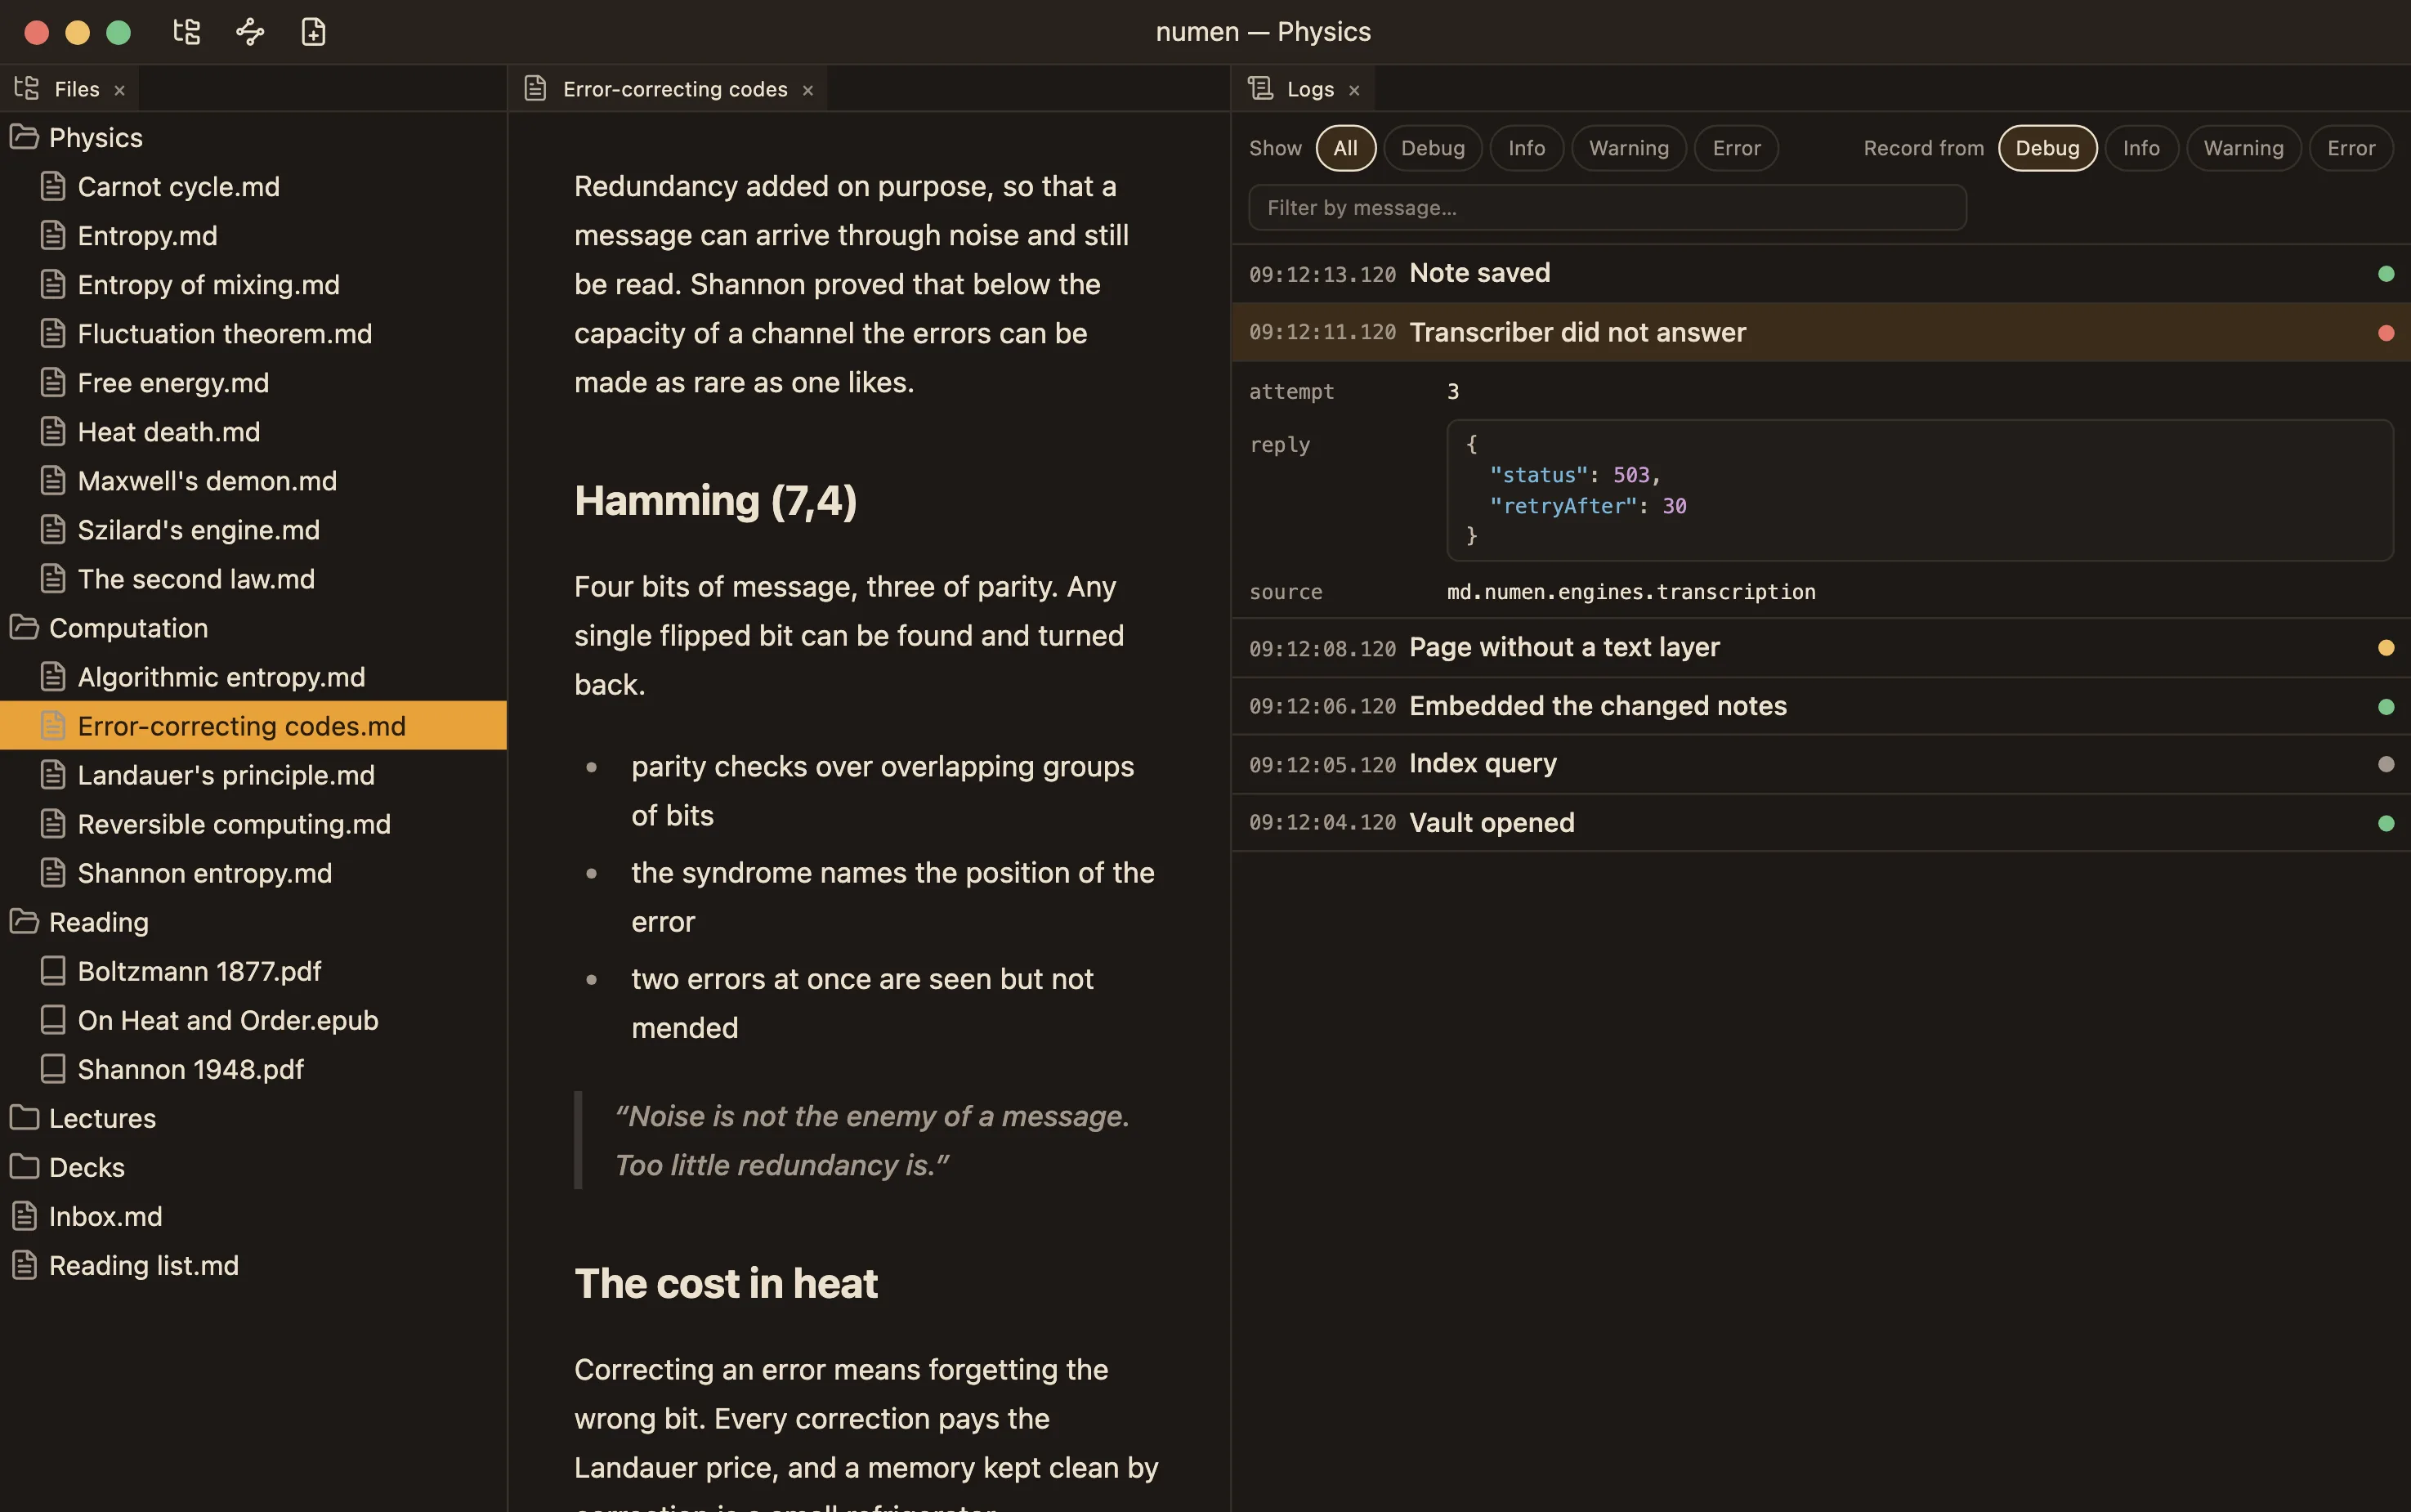 numen — Physics
Files
Physics
Carnot cycle.md
Entropy.md
Entropy of mixing.md
Fluctuation theorem.md
Free energy.md
Heat death.md
Maxwell's demon.md
Szilard's engine.md
The second law.md
Computation
Algorithmic entropy.md
Error-correcting codes.md
Landauer's principle.md
Reversible computing.md
Shannon entropy.md
Reading
Boltzmann 1877.pdf
On Heat and Order.epub
Shannon 1948.pdf
Lectures
Decks
Inbox.md
Reading list.md
Error-correcting codes
Redundancy added on purpose, so that a
message can arrive through noise and still
be read. Shannon proved that below the
capacity of a channel the errors can be
made as rare as one likes.
Hamming (7,4)
Four bits of message, three of parity. Any
single flipped bit can be found and turned
back.
• parity checks over overlapping groups
of bits
• the syndrome names the position of the
error
• two errors at once are seen but not
mended
“Noise is not the enemy of a message.
Too little redundancy is.”
The cost in heat
Correcting an error means forgetting the
wrong bit. Every correction pays the
Landauer price, and a memory kept clean by
Logs
Show All Debug Info Warning Error Record from Debug Info Warning Error
Filter by message...
09:12:13.120 Note saved
09:12:11.120 Transcriber did not answer
attempt 3
reply {
"status": 503,
"retryAfter": 30
}
source md.numen.engines.transcription
09:12:08.120 Page without a text layer
09:12:06.120 Embedded the changed notes
09:12:05.120 Index query
09:12:04.120 Vault opened